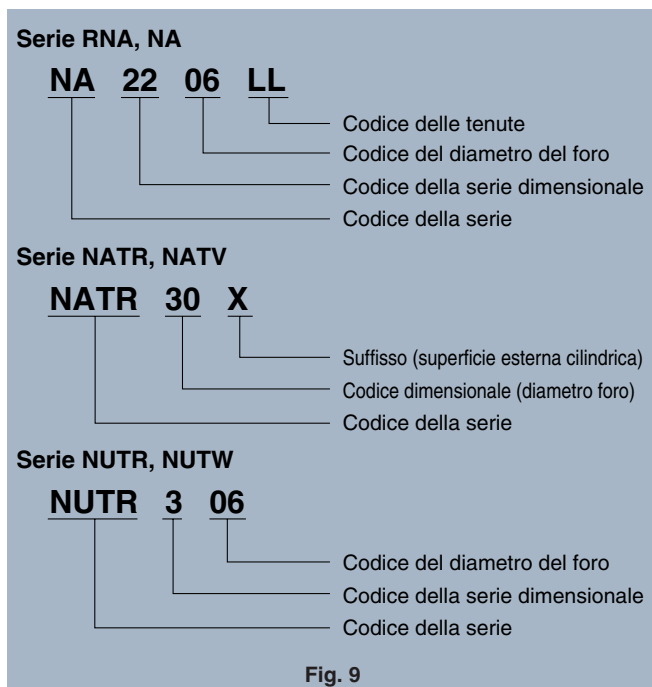 Serie RNA, NA
NA 22 06 LL
Codice delle tenute
Codice del diametro del foro
Codice della serie dimensionale
Codice della serie
Serie NATR, NATV
NATR 30 X
Suffisso (superficie esterna cilindrica)
Codice dimensionale (diametro foro)
Codice della serie
Serie NUTR, NUTW
NUTR 3 06
Codice del diametro del foro
Codice della serie dimensionale
Codice della serie
Fig. 9